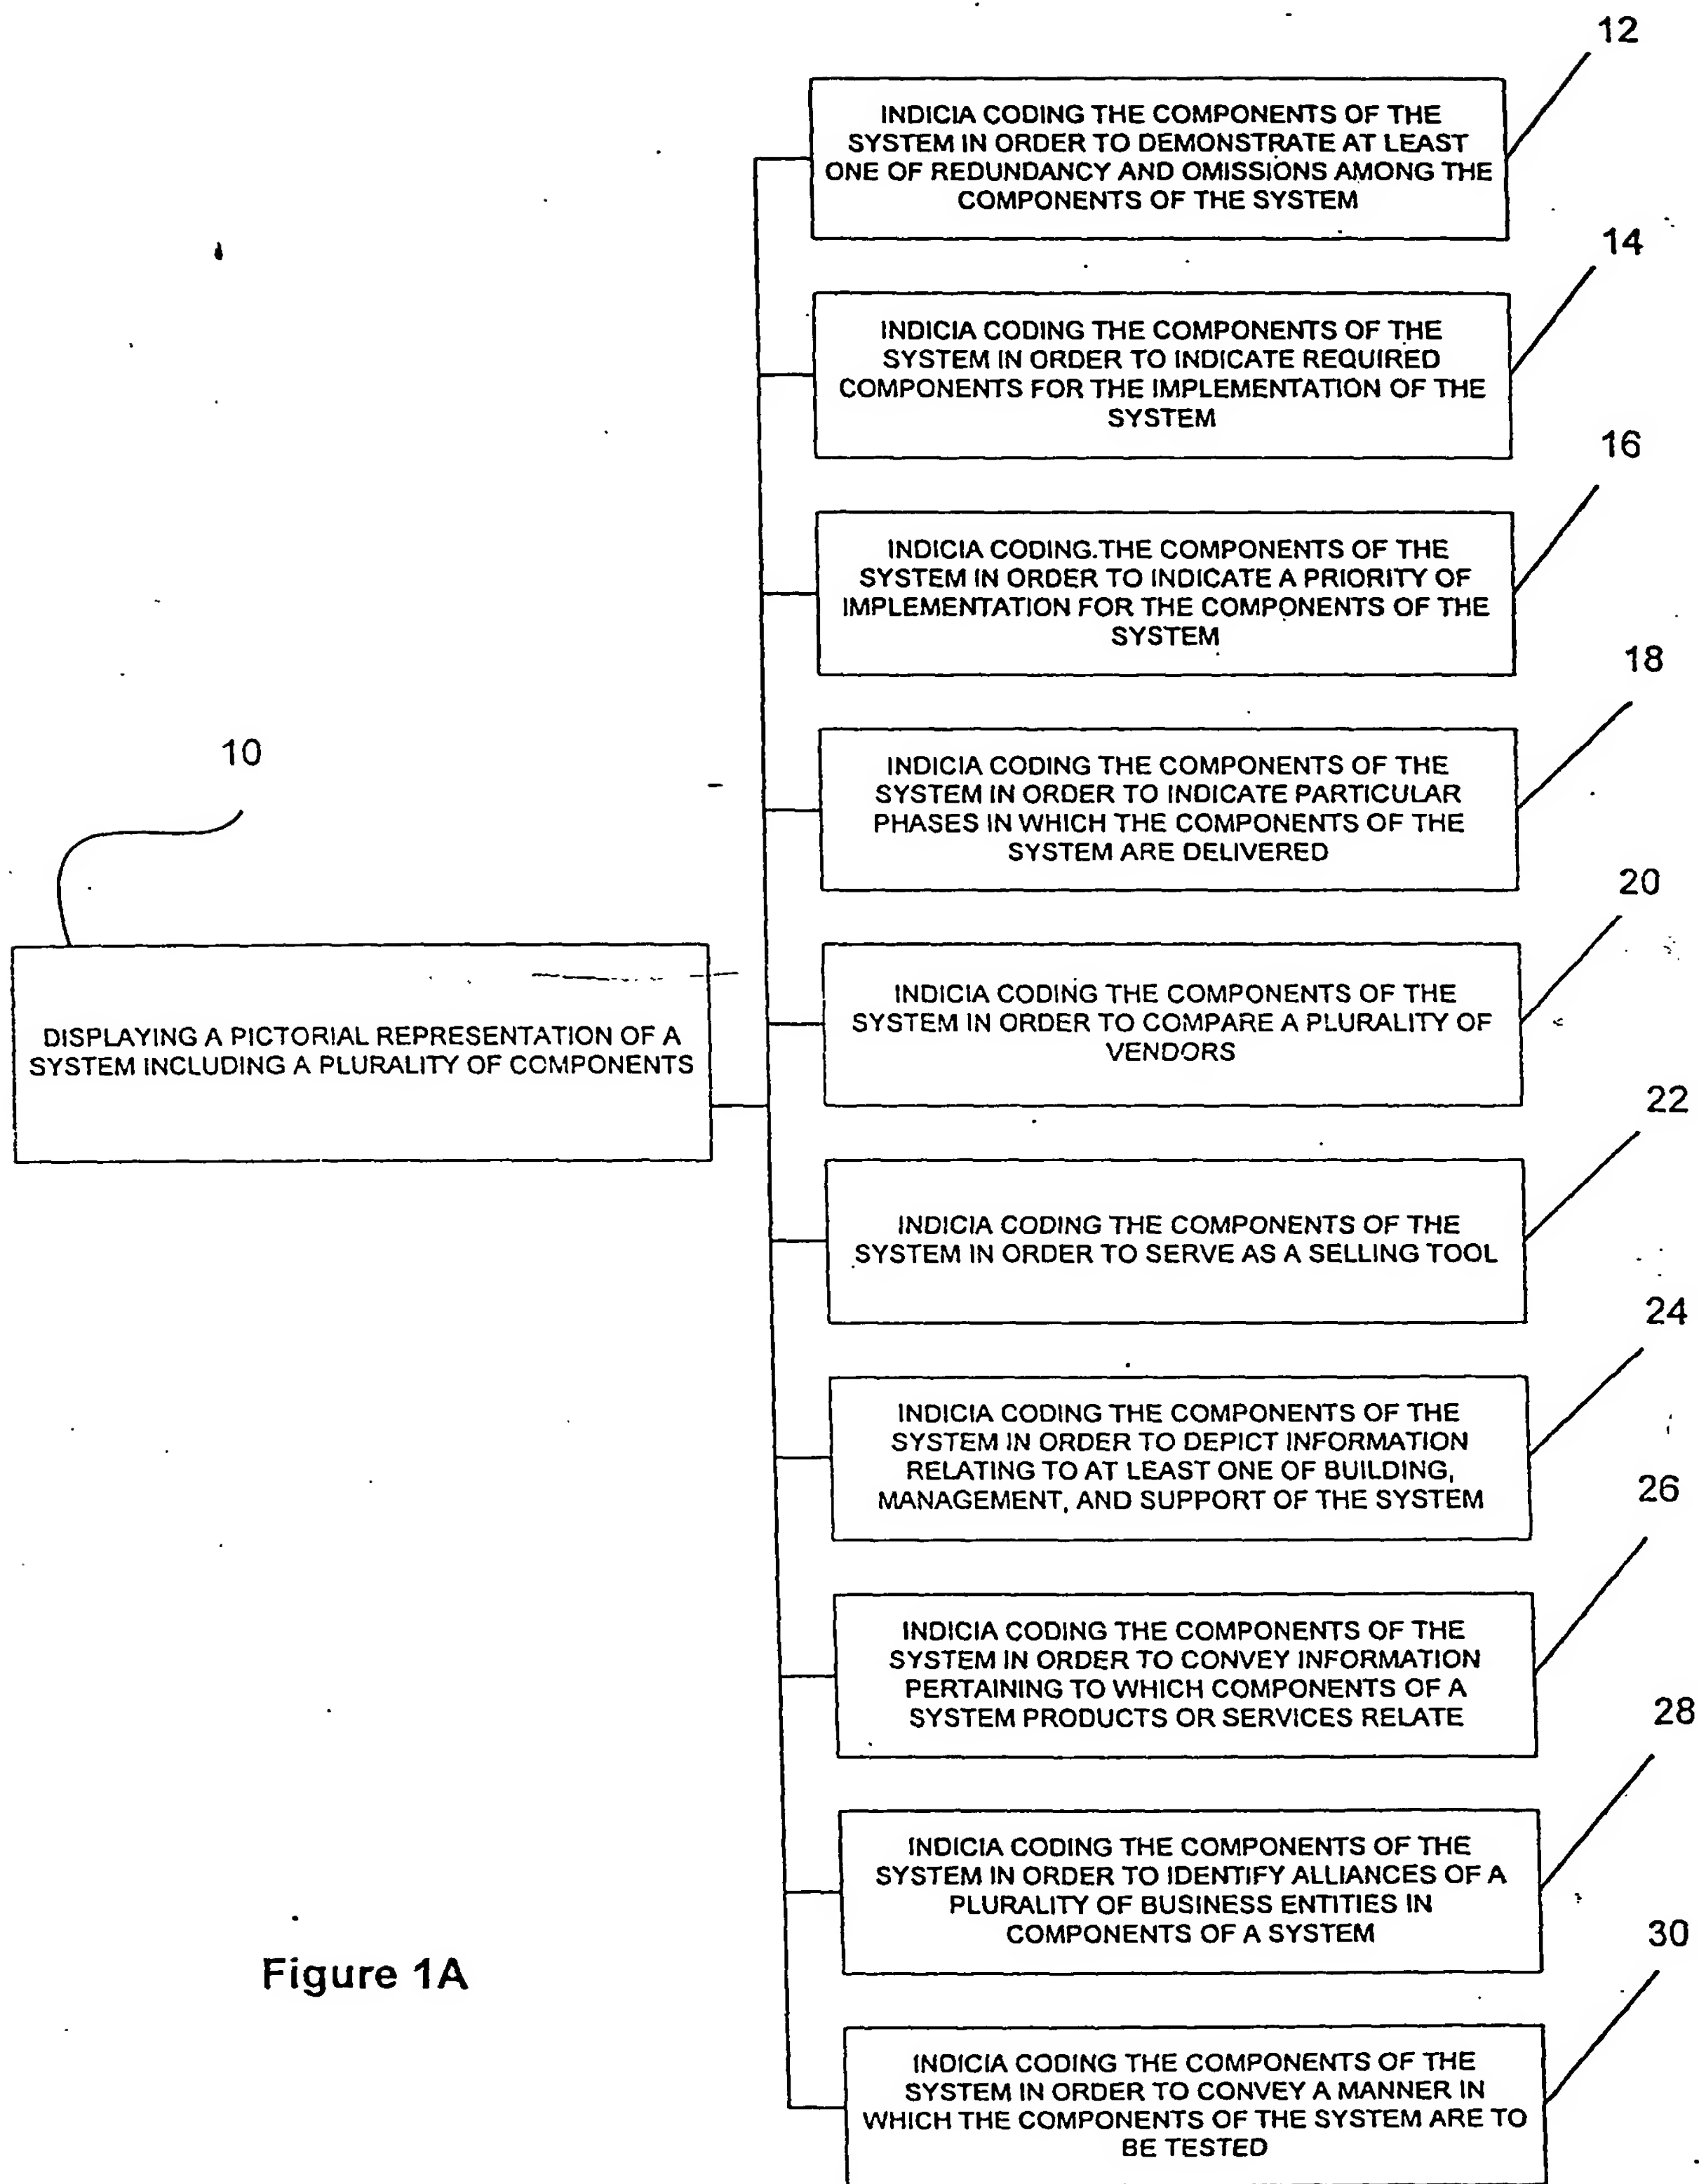 12
INDICIA CODING THE COMPONENTS OF THE
SYSTEM IN ORDER TO DEMONSTRATE AT LEAST
ONE OF REDUNDANCY AND OMISSIONS AMONG THE
COMPONENTS OF THE SYSTEM
14
INDICIA CODING THE COMPONENTS OF THE
SYSTEM IN ORDER TO INDICATE REQUIRED
COMPONENTS FOR THE IMPLEMENTATION OF THE
SYSTEM
16
INDICIA CODING THE COMPONENTS OF THE
SYSTEM IN ORDER TO INDICATE A PRIORITY OF
IMPLEMENTATION FOR THE COMPONENTS OF THE
SYSTEM
18
INDICIA CODING THE COMPONENTS OF THE
SYSTEM IN ORDER TO INDICATE PARTICULAR
PHASES IN WHICH THE COMPONENTS OF THE
SYSTEM ARE DELIVERED
10
DISPLAYING A PICTORIAL REPRESENTATION OF A
SYSTEM INCLUDING A PLURALITY OF COMPONENTS
20
INDICIA CODING THE COMPONENTS OF THE
SYSTEM IN ORDER TO COMPARE A PLURALITY OF
VENDORS
22
INDICIA CODING THE COMPONENTS OF THE
SYSTEM IN ORDER TO SERVE AS A SELLING TOOL
24
INDICIA CODING THE COMPONENTS OF THE
SYSTEM IN ORDER TO DEPICT INFORMATION
RELATING TO AT LEAST ONE OF BUILDING,
MANAGEMENT, AND SUPPORT OF THE SYSTEM
26
INDICIA CODING THE COMPONENTS OF THE
SYSTEM IN ORDER TO CONVEY INFORMATION
PERTAINING TO WHICH COMPONENTS OF A
SYSTEM PRODUCTS OR SERVICES RELATE
28
INDICIA CODING THE COMPONENTS OF THE
SYSTEM IN ORDER TO IDENTIFY ALLIANCES OF A
PLURALITY OF BUSINESS ENTITIES IN
COMPONENTS OF A SYSTEM
30
INDICIA CODING THE COMPONENTS OF THE
SYSTEM IN ORDER TO CONVEY A MANNER IN
WHICH THE COMPONENTS OF THE SYSTEM ARE TO
BE TESTED
Figure 1A